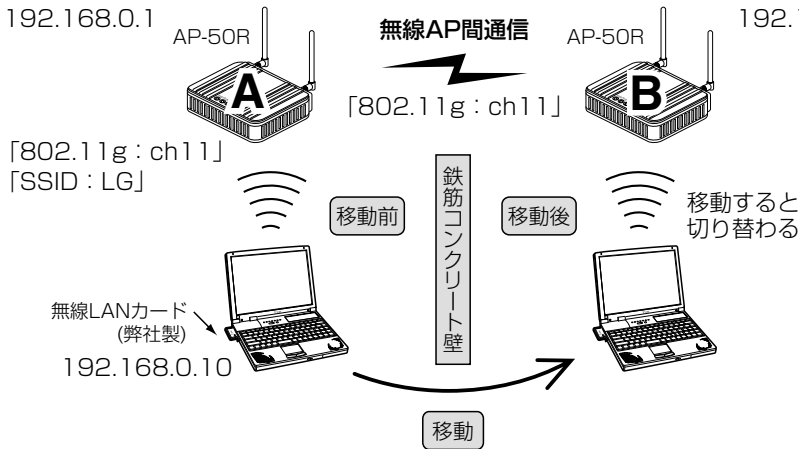 192.168.0.1
AP-50R
無線AP間通信
AP-50R
192.
A
B
「802.11g：ch11」
「802.11g：ch11」
「SSID：LG」
移動前
鉄筋コンクリート壁
移動後
移動すると
切り替わる
無線LANカード
(弊社製)
192.168.0.10
移動